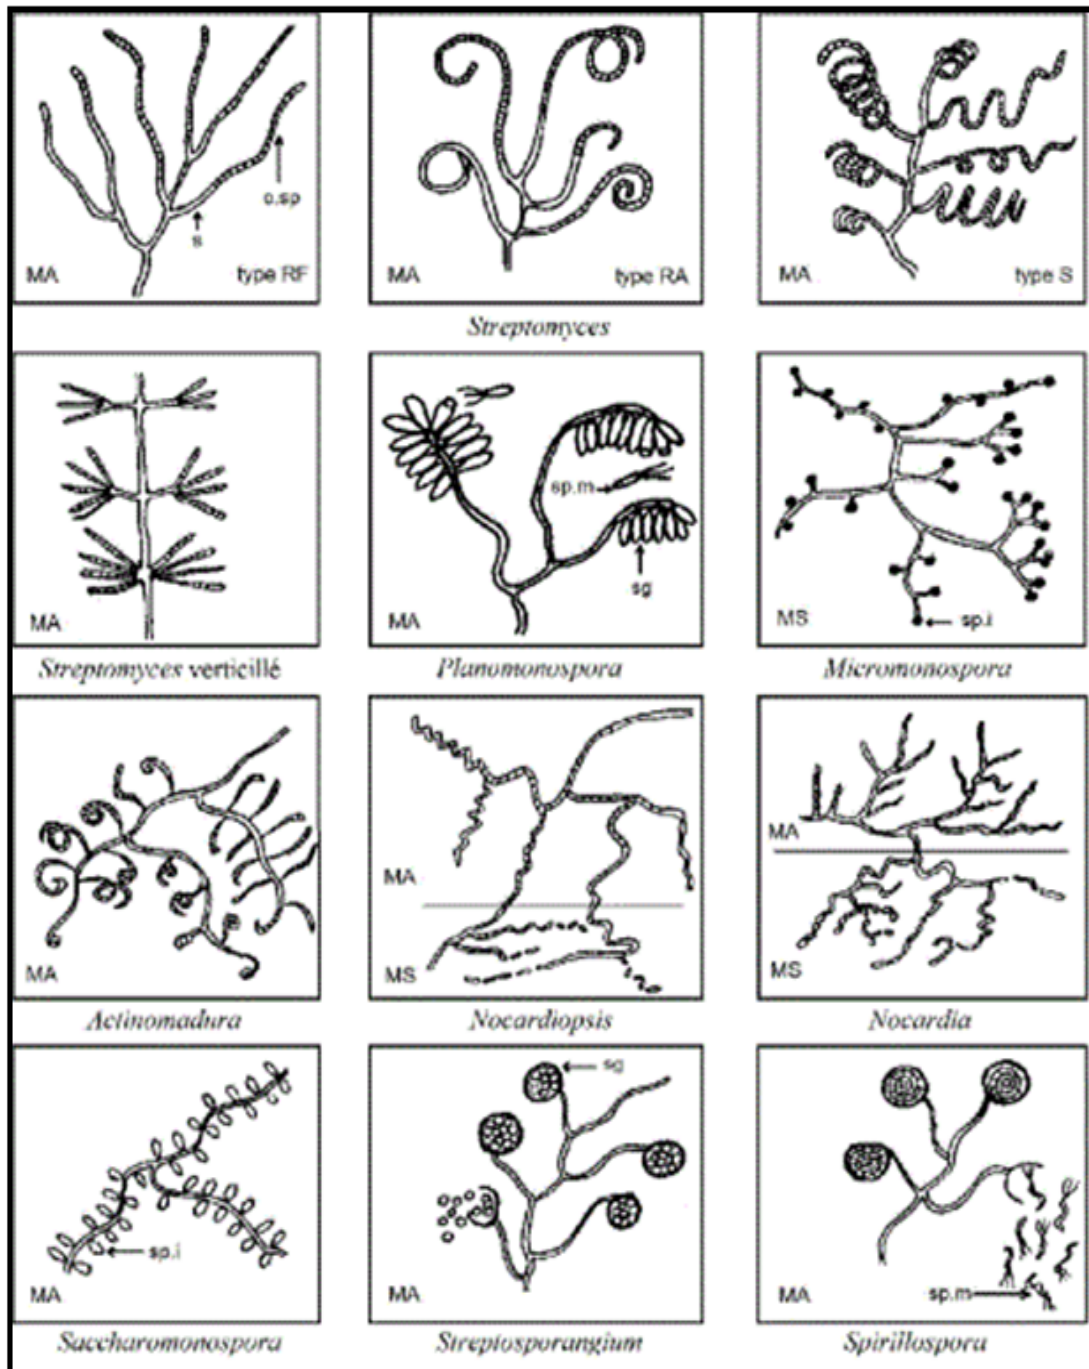 c.sp
s
MA type RF
MA type RA
MA type S
Streptomyces
MA
sp.m
sg
MA
MS
sp.i
Streptomyces verticillé
Planomonospora
Micromonospora
MA
MA
MS
MA
MS
Actinomadura
Nocardiopsis
Nocardia
sp.i
MA
sg
MA
sp.m
MA
Saccharomonospora
Streptosporangium
Spirillospora